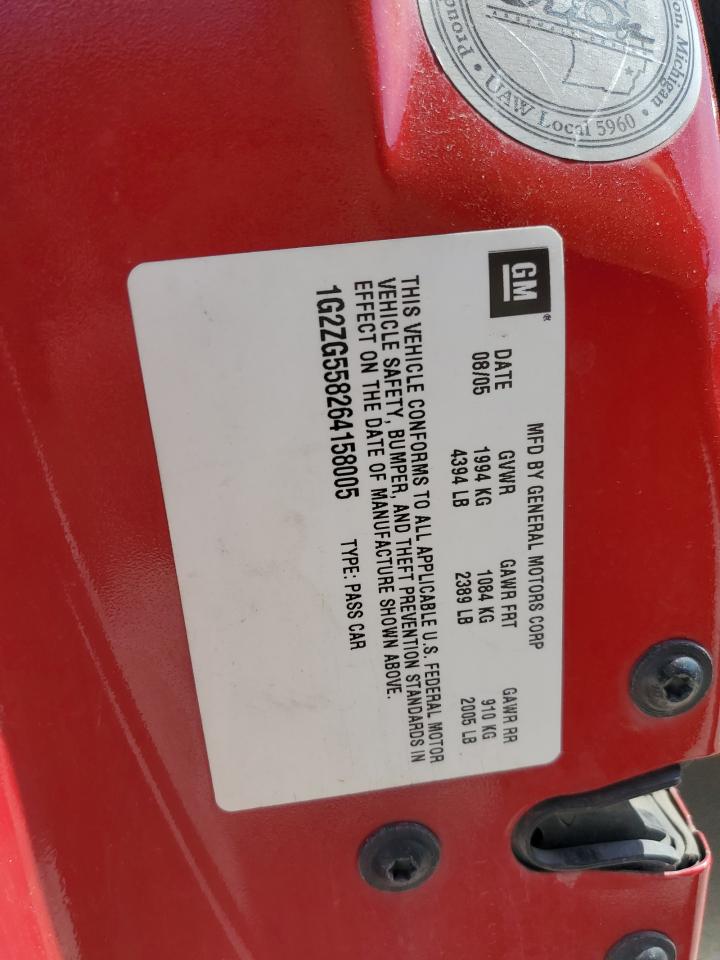 Proud
on, Michigan
• UAW Local 5960 •
GM®
MFD BY GENERAL MOTORS CORP
DATE GVWR GAWR FRT GAWR RR
08/05 1994 KG 1084 KG 910 KG
4394 LB 2389 LB 2005 LB
THIS VEHICLE CONFORMS TO ALL APPLICABLE U.S. FEDERAL MOTOR
VEHICLE SAFETY, BUMPER, AND THEFT PREVENTION STANDARDS IN
EFFECT ON THE DATE OF MANUFACTURE SHOWN ABOVE.
1G2ZG558264158005 TYPE: PASS CAR